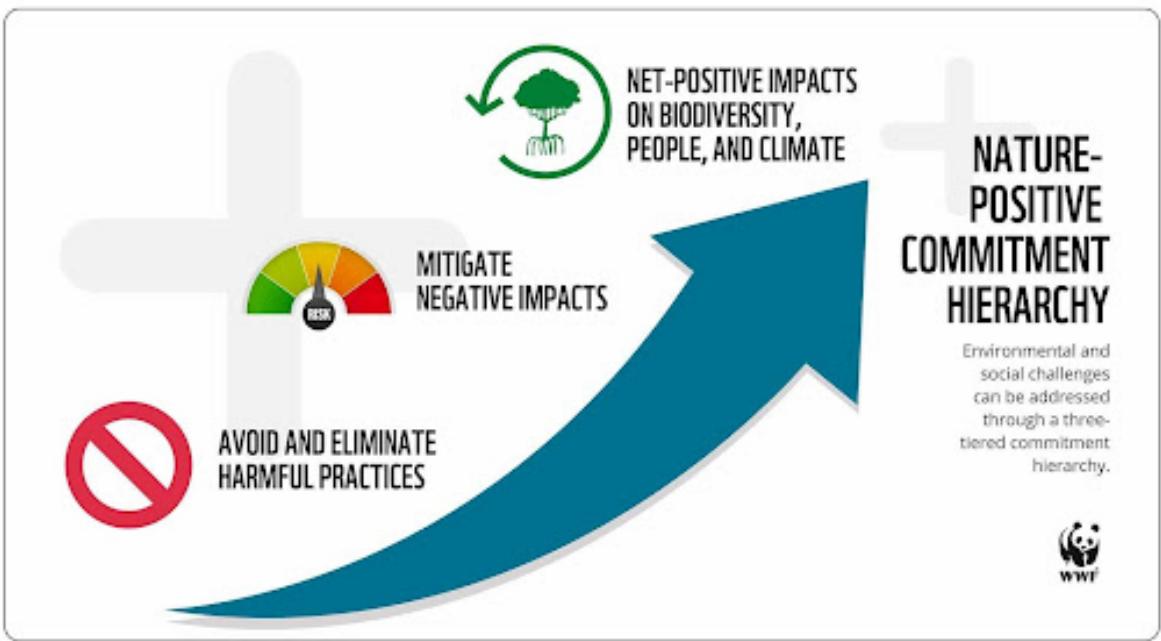 NET-POSITIVE IMPACTS
ON BIODIVERSITY,
PEOPLE, AND CLIMATE
MITIGATE
NEGATIVE IMPACTS
RISK
AVOID AND ELIMINATE
HARMFUL PRACTICES
NATURE-
POSITIVE
COMMITMENT
HIERARCHY
Environmental and
social challenges
can be addressed
through a three-
tiered commitment
hierarchy.
WWF